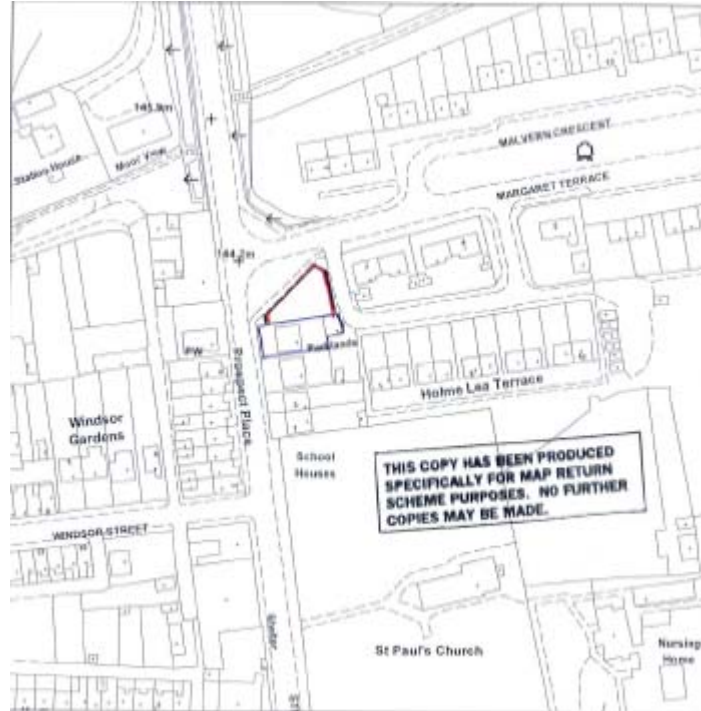 145.9m
Station House
Moor View
MALVERN CRESCENT
MARGARET TERRACE
PW
Prospect Place
Holme Lea Terrace
Windsor
Gardens
School
Houses
THIS COPY HAS BEEN PRODUCED
SPECIFICALLY FOR MAP RETURN
SCHEME PURPOSES. NO FURTHER
COPIES MAY BE MADE.
WINDSOR STREET
St Paul's Church
Nursing
Home